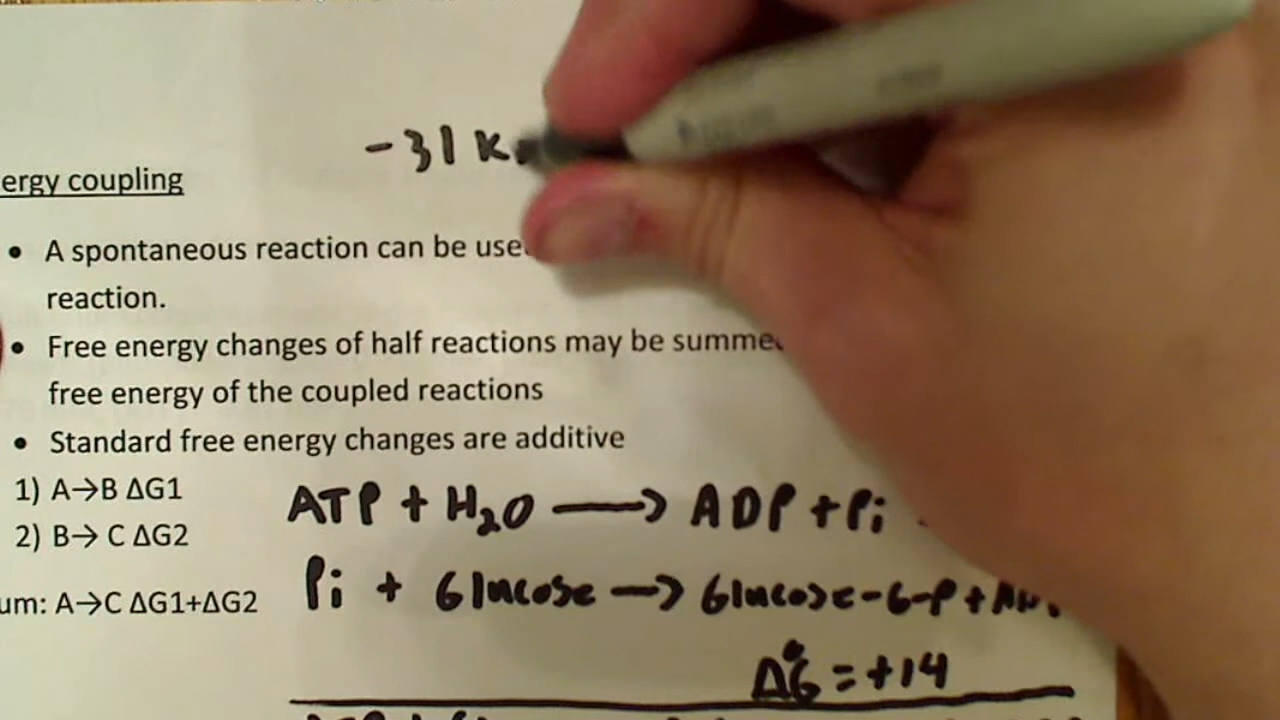 -31 K
ergy coupling
• A spontaneous reaction can be use
reaction.
• Free energy changes of half reactions may be summe
free energy of the coupled reactions
• Standard free energy changes are additive
1) A→B ΔG1
2) B→ C ΔG2
um: A→C ΔG1+ΔG2
ATP + H₂O → ADP + Pi
Pi + Glucose → Glucose-6-P +
ΔG° = +14